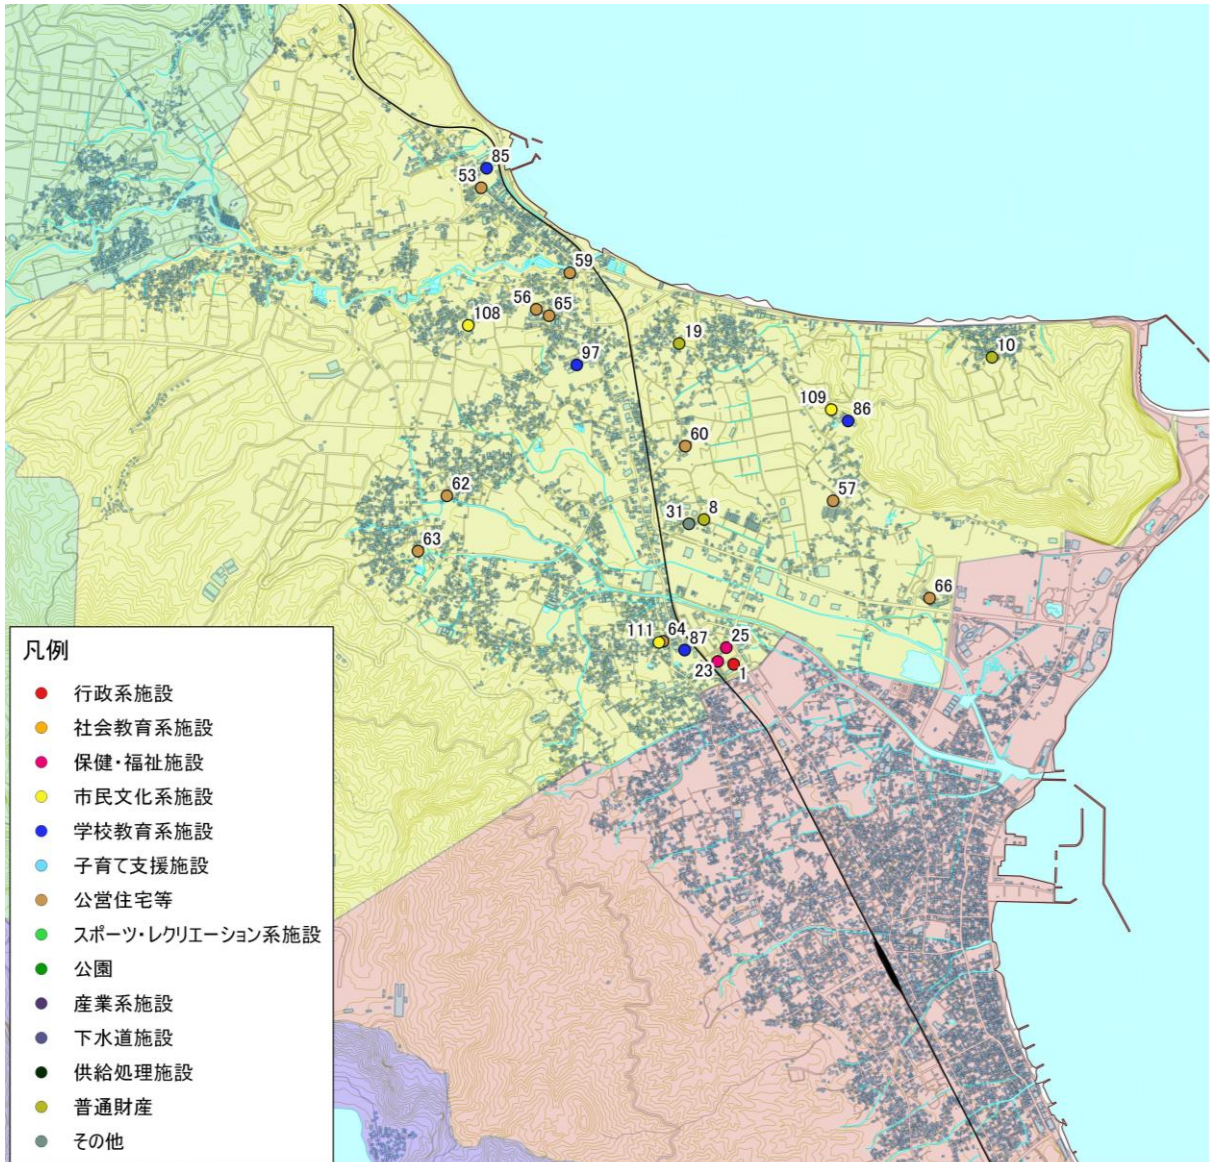 85
53
59
56
65
108
19
10
97
109
86
60
62
57
8
31
63
66
111
64
87
25
23
1
凡例
行政系施設
社会教育系施設
保健・福祉施設
市民文化系施設
学校教育系施設
子育て支援施設
公営住宅等
スポーツ・レクリエーション系施設
公園
産業系施設
下水道施設
供給処理施設
普通財産
その他